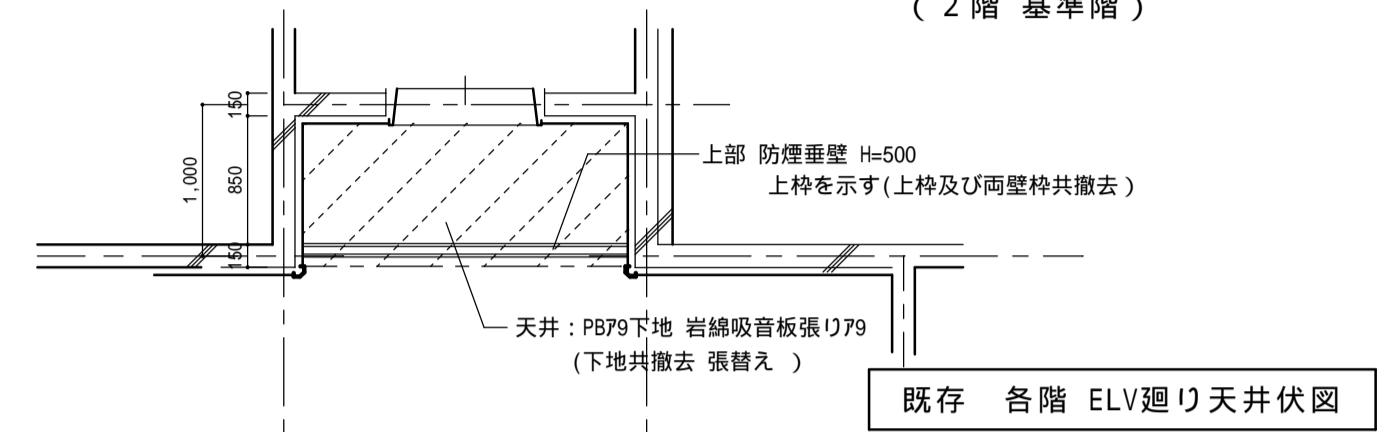 (２階 基準階)
150
1,000
850
150
上部 防煙垂壁 H=500
上枠を示す(上枠及び両壁枠共撤去)
天井：PBｱ9下地 岩綿吸音板張りｱ9
(下地共撤去 張替え )
既存 各階 ELV廻り天井伏図